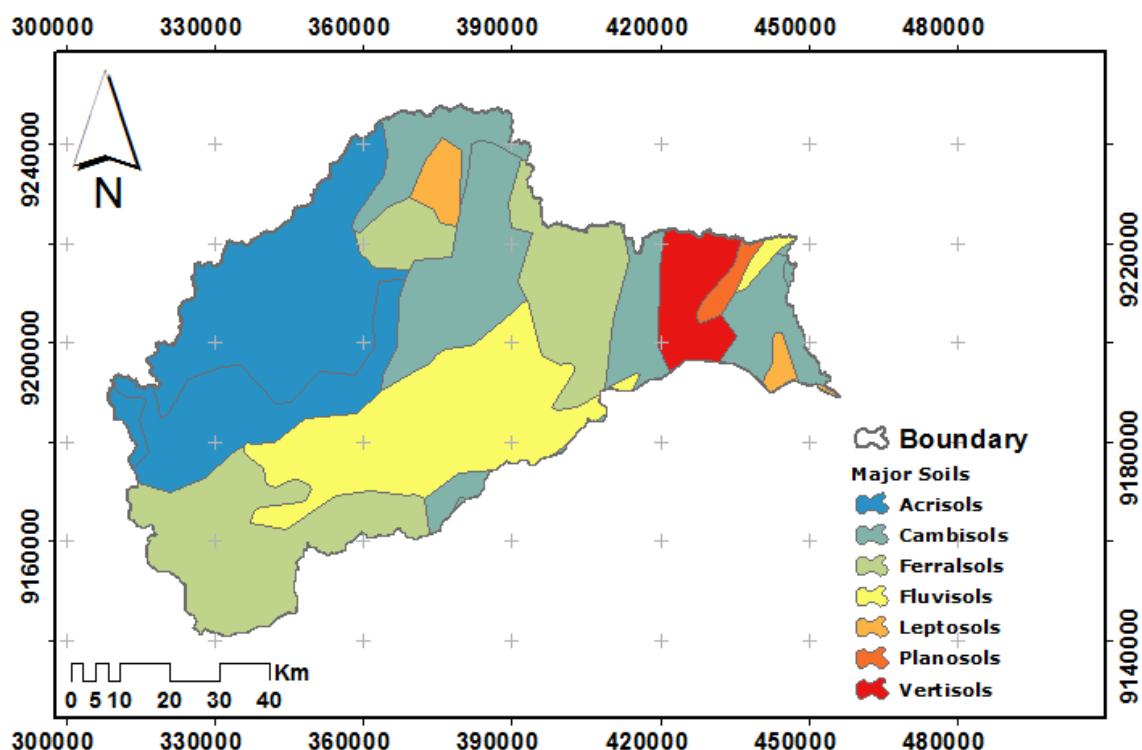 300000 330000 360000 390000 420000 450000 480000
9240000
9220000
9200000
9180000
9160000
9140000
N
Boundary
Major Soils
Acrisols
Cambisols
Ferralsols
Fluvisols
Leptosols
Planosols
Vertisols
Km
0 5 10 20 30 40
300000 330000 360000 390000 420000 450000 480000